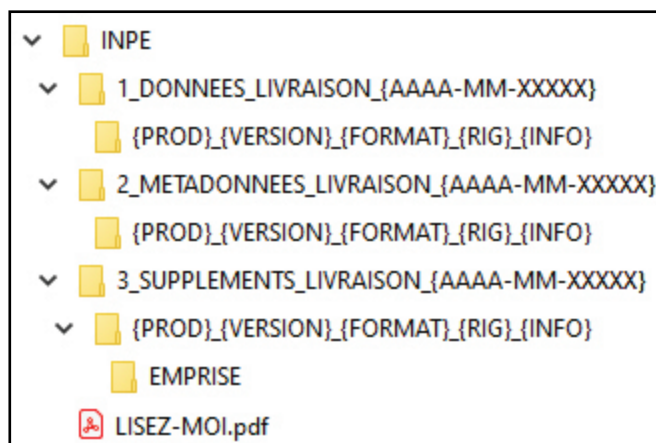 INPE
1_DONNEES_LIVRAISON_{AAAA-MM-XXXXX}
{PROD}_{VERSION}_{FORMAT}_{RIG}_{INFO}
2_METADONNEES_LIVRAISON_{AAAA-MM-XXXXX}
{PROD}_{VERSION}_{FORMAT}_{RIG}_{INFO}
3_SUPPLEMENTS_LIVRAISON_{AAAA-MM-XXXXX}
{PROD}_{VERSION}_{FORMAT}_{RIG}_{INFO}
EMPRISE
LISEZ-MOI.pdf